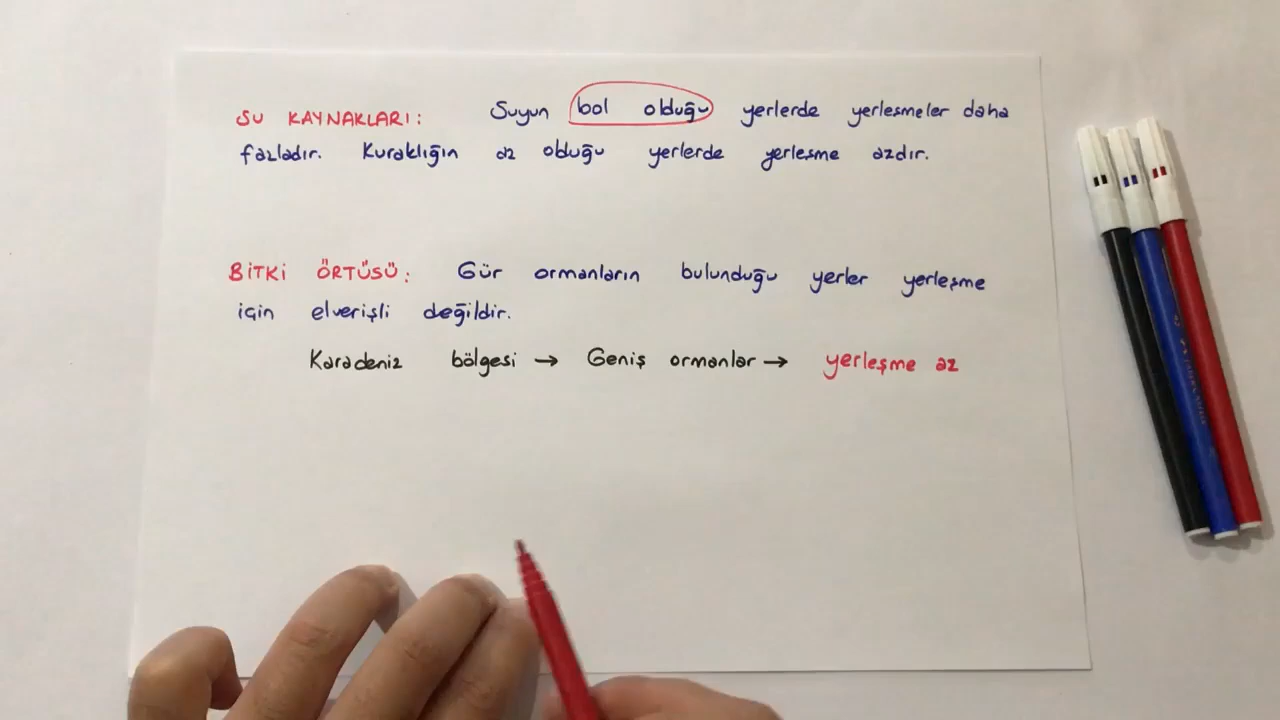 SU KAYNAKLARI: Suyun bol olduğu yerlerde yerleşmeler daha
fazladır. Kuraklığın az olduğu yerlerde yerleşme azdır.
BİTKİ ÖRTÜSÜ: Gür ormanların bulunduğu yerler yerleşme
için elverişli değildir.
Karadeniz bölgesi → Geniş ormanlar → yerleşme az